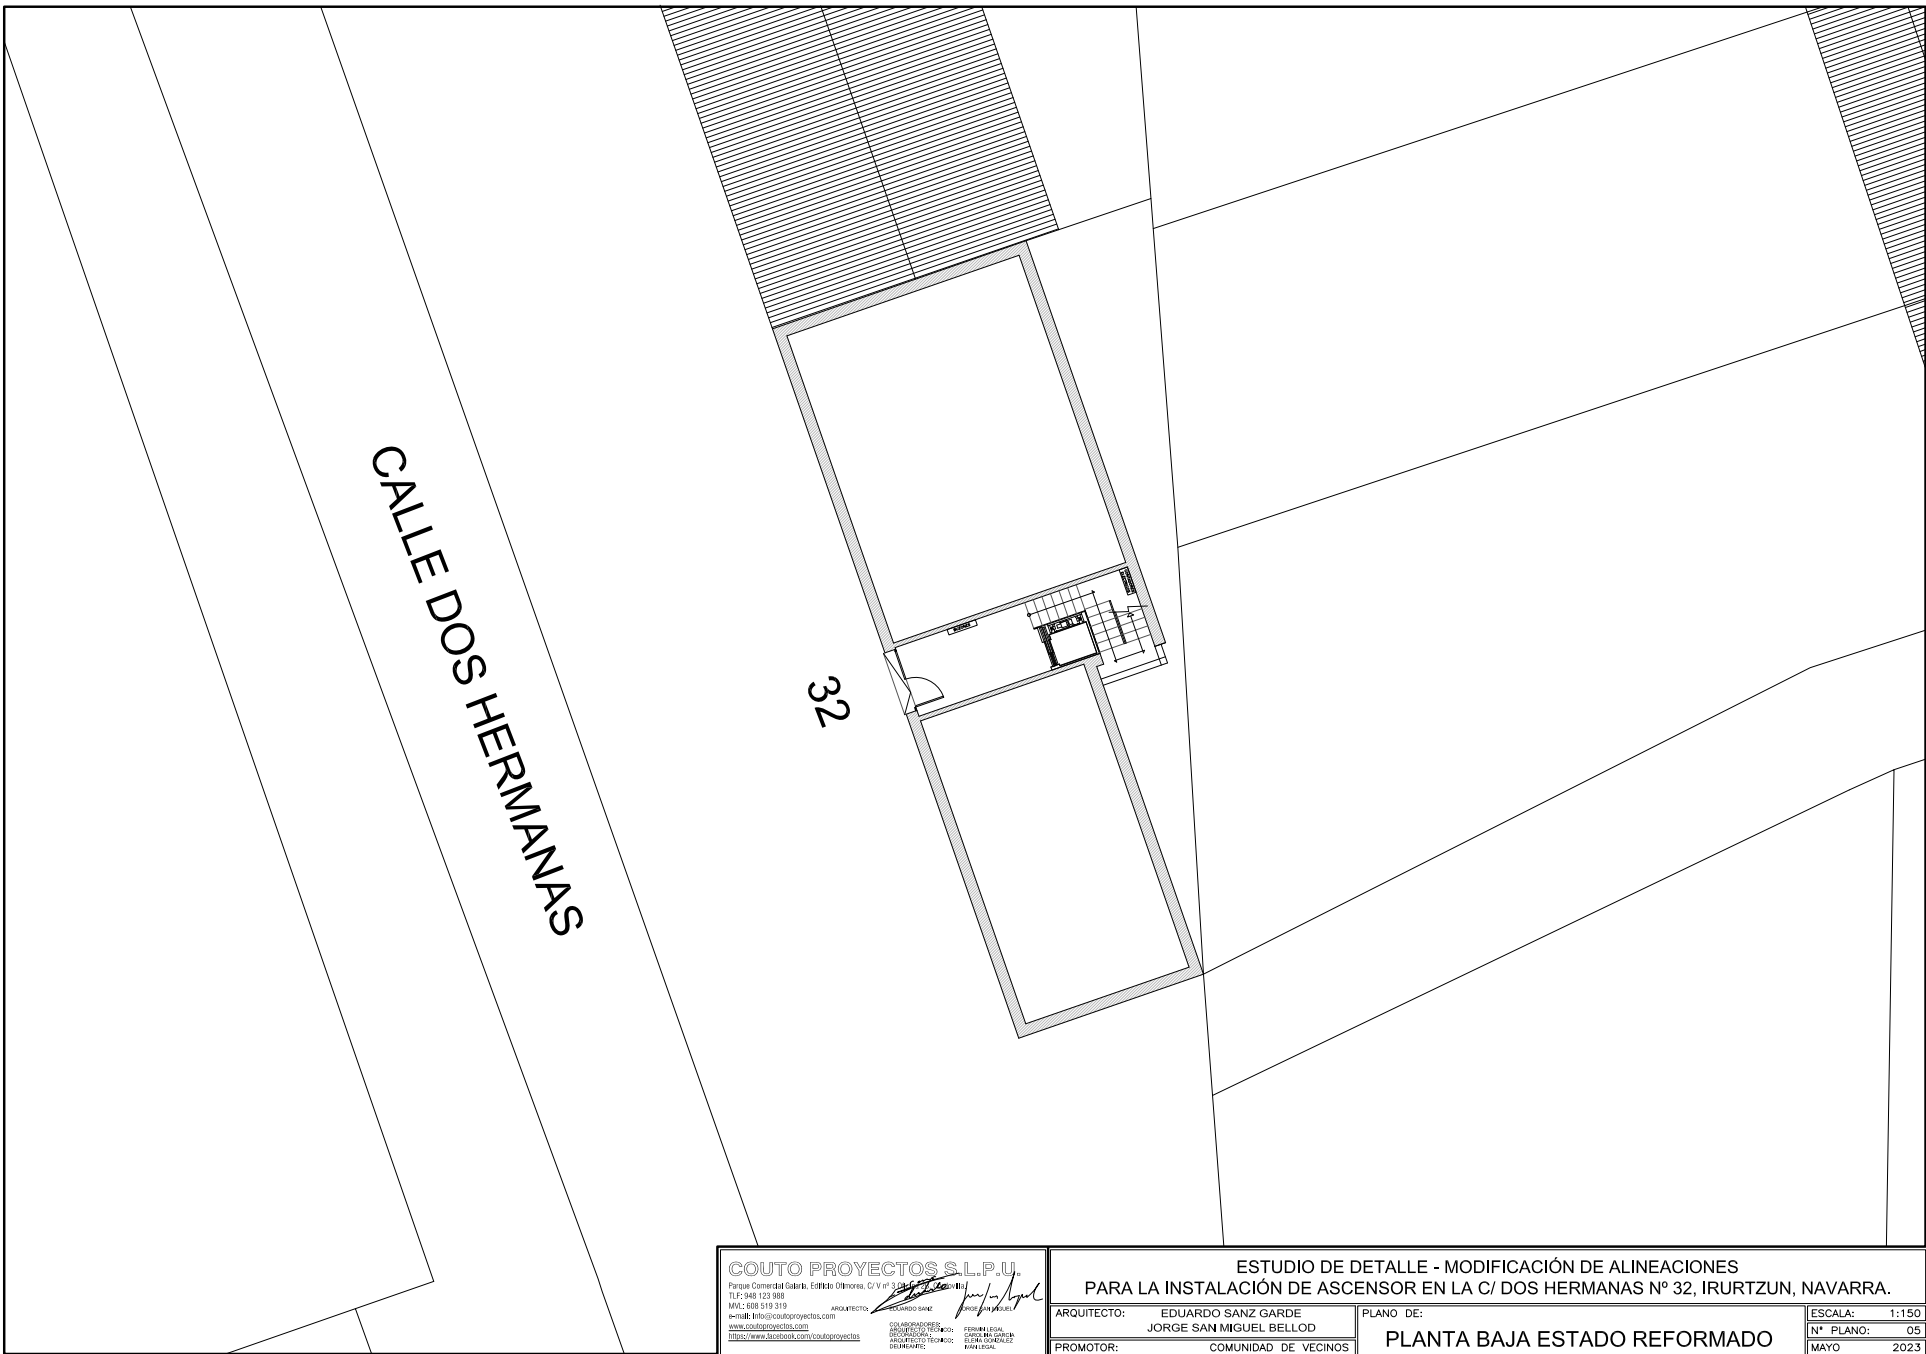 CALLE DOS HERMANAS
32
COUTO PROYECTOS S.L.P.U.
Parque Comercial Galaria, Edificio Ofimorea, C/ V nº 3
TLF: 948 123 988
MVL: 608 519 319
e-mail: info@coutoproyectos.com
www.coutoproyectos.com
https://www.facebook.com/coutoproyectos
ARQUITECTO: EDUARDO SANZ JORGE SAN MIGUEL
COLABORADORES:
ARQUITECTO TÉCNICO: FERMIN LEGAL
DECORADORA: CAROLINA GARCÍA
ARQUITECTO TÉCNICO: ELENA GONZÁLEZ
DELINEANTE: IVAN LEGAL
ESTUDIO DE DETALLE - MODIFICACIÓN DE ALINEACIONES
PARA LA INSTALACIÓN DE ASCENSOR EN LA C/ DOS HERMANAS Nº 32, IRURTZUN, NAVARRA.
ARQUITECTO: EDUARDO SANZ GARDE
JORGE SAN MIGUEL BELLOD
PROMOTOR: COMUNIDAD DE VECINOS
PLANO DE:
PLANTA BAJA ESTADO REFORMADO
ESCALA: 1:150
Nº PLANO: 05
MAYO 2023